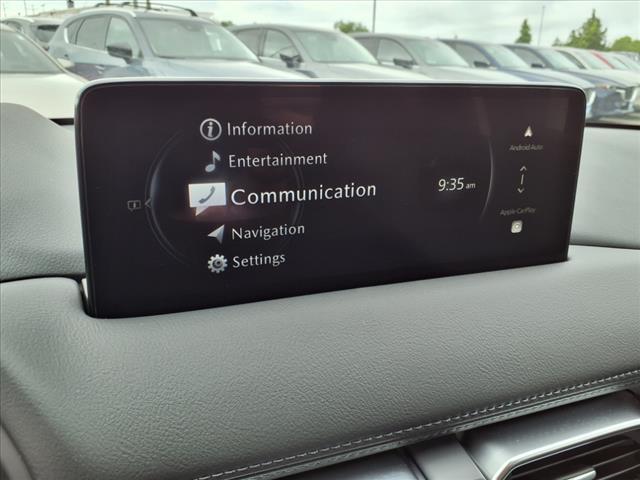 Information
Entertainment
Communication
Navigation
Settings
9:35 am
Android Auto
Apple CarPlay